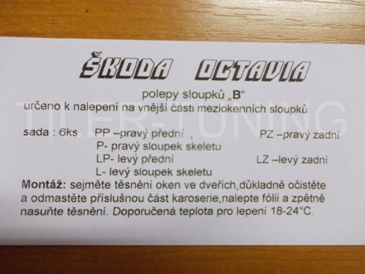 ŠKODA OCTAVIA
polepy sloupků „B“
určeno k nalepení na vnější části meziokenních sloupků
sada : 6ks PP –pravý přední , PZ –pravý zadní
P- pravý sloupek skeletu
LP- levý přední LZ –levý zadní
L- levý sloupek skeletu
Montáž: sejměte těsnění oken ve dveřích,důkladně očistěte
a odmastěte příslušnou část karoserie,nalepte fólii a zpětně
nasuňte těsnění. Doporučená teplota pro lepení 18-24°C.
TILER-TUNING